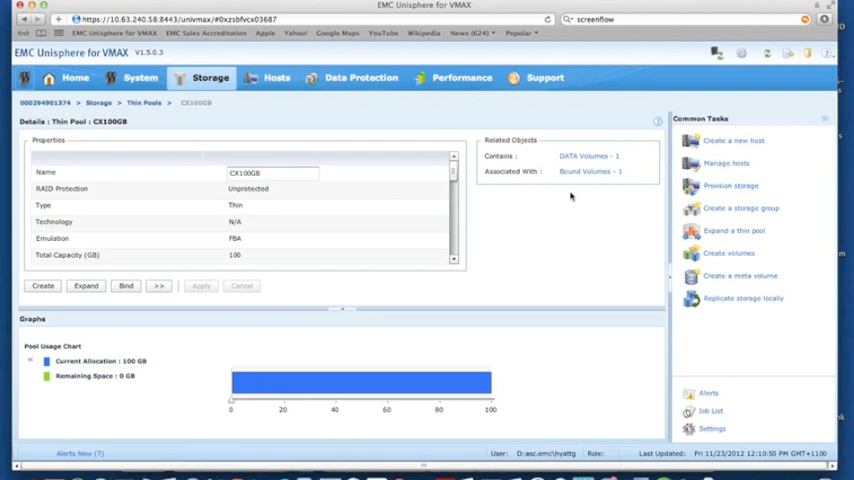 EMC Unisphere for VMAX
https://10.63.240.58:8443/univmax/#0xzsbfvcx03687
screenflow
EMC Unisphere for VMAX EMC Sales Accreditation Apple Yahoo! Google Maps YouTube Wikipedia News (624) Popular
EMC Unisphere for VMAX V1.5.0.3
Home System Storage Hosts Data Protection Performance Support
000294901374 > Storage > Thin Pools > CX100GB
Details : Thin Pool : CX100GB
Properties
Name CX100GB
RAID Protection Unprotected
Type Thin
Technology N/A
Emulation FBA
Total Capacity (GB) 100
Create Expand Bind >> Apply Cancel
Related Objects
Contains : DATA Volumes - 1
Associated With : Bound Volumes - 1
Common Tasks
Create a new host
Manage hosts
Provision storage
Create a storage group
Expand a thin pool
Create volumes
Create a meta volume
Replicate storage locally
Graphs
Pool Usage Chart
Current Allocation : 100 GB
Remaining Space : 0 GB
0 20 40 60 80 100
Alerts
Job List
Settings
Alerts New (7) User: D:asc.emc\hyattg Role: Last Updated: Fri 11/23/2012 12:10:50 PM UTC+1100